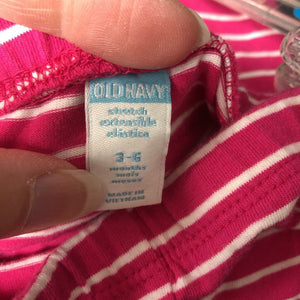 OLD NAVY
stretch
extensible
elástica
3-6
months
mois
meses
MADE IN
VIETNAM